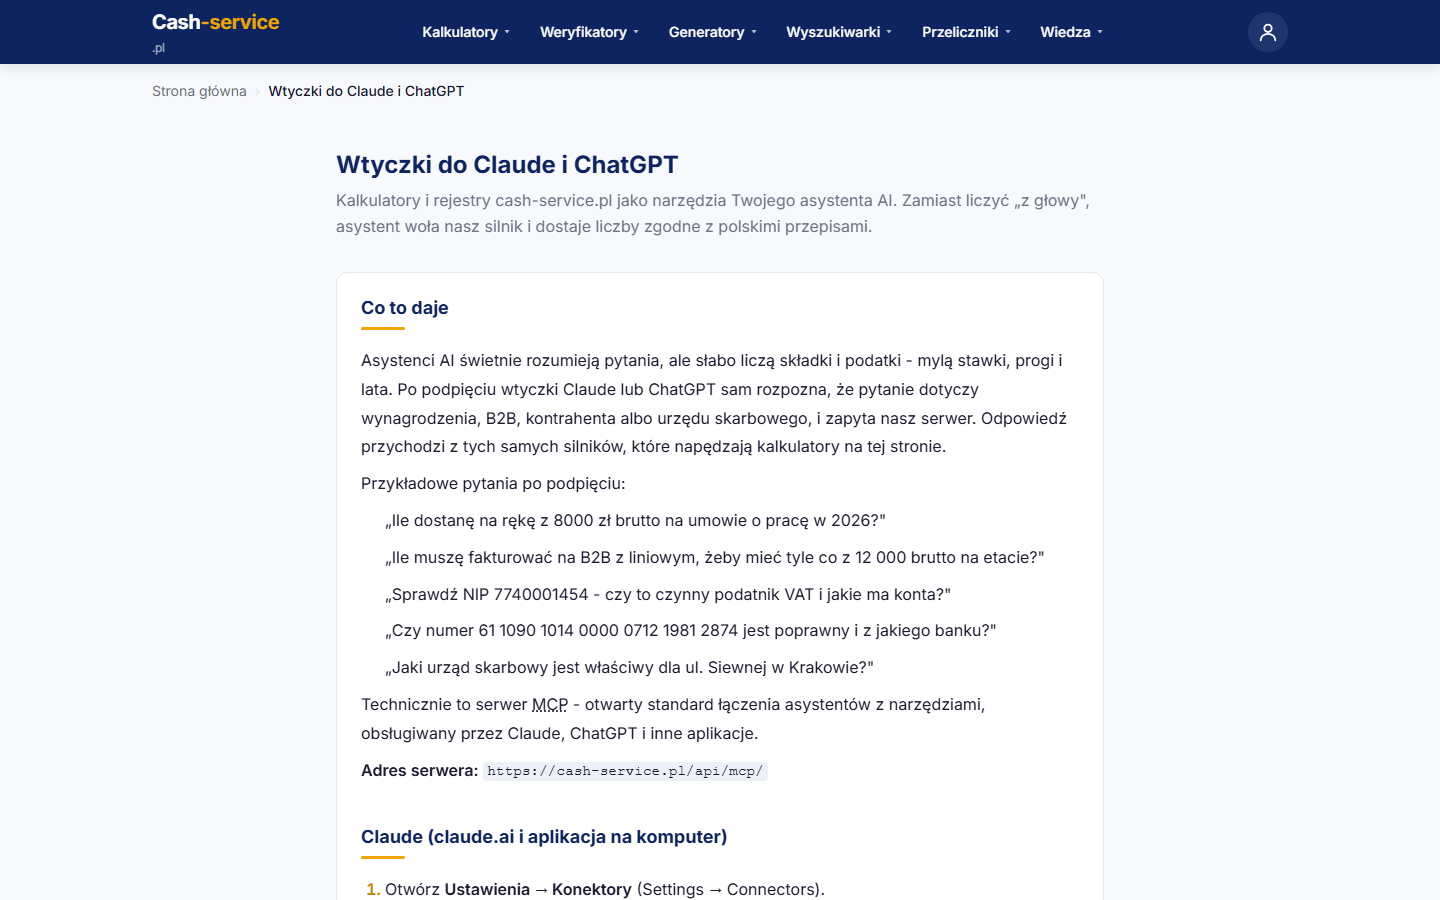 Cash-service
.pl
Kalkulatory
Weryfikatory
Generatory
Wyszukiwarki
Przeliczniki
Wiedza
Strona główna › Wtyczki do Claude i ChatGPT
Wtyczki do Claude i ChatGPT
Kalkulatory i rejestry cash-service.pl jako narzędzia Twojego asystenta AI. Zamiast liczyć „z głowy",
asystent woła nasz silnik i dostaje liczby zgodne z polskimi przepisami.
Co to daje
Asystenci AI świetnie rozumieją pytania, ale słabo liczą składki i podatki - mylą stawki, progi i
lata. Po podpięciu wtyczki Claude lub ChatGPT sam rozpozna, że pytanie dotyczy
wynagrodzenia, B2B, kontrahenta albo urzędu skarbowego, i zapyta nasz serwer. Odpowiedź
przychodzi z tych samych silników, które napędzają kalkulatory na tej stronie.
Przykładowe pytania po podpięciu:
„Ile dostanę na rękę z 8000 zł brutto na umowie o pracę w 2026?"
„Ile muszę fakturować na B2B z liniowym, żeby mieć tyle co z 12 000 brutto na etacie?"
„Sprawdź NIP 7740001454 - czy to czynny podatnik VAT i jakie ma konta?"
„Czy numer 61 1090 1014 0000 0712 1981 2874 jest poprawny i z jakiego banku?"
„Jaki urząd skarbowy jest właściwy dla ul. Siewnej w Krakowie?"
Technicznie to serwer MCP - otwarty standard łączenia asystentów z narzędziami,
obsługiwany przez Claude, ChatGPT i inne aplikacje.
Adres serwera: https://cash-service.pl/api/mcp/
Claude (claude.ai i aplikacja na komputer)
1. Otwórz Ustawienia → Konektory (Settings → Connectors).